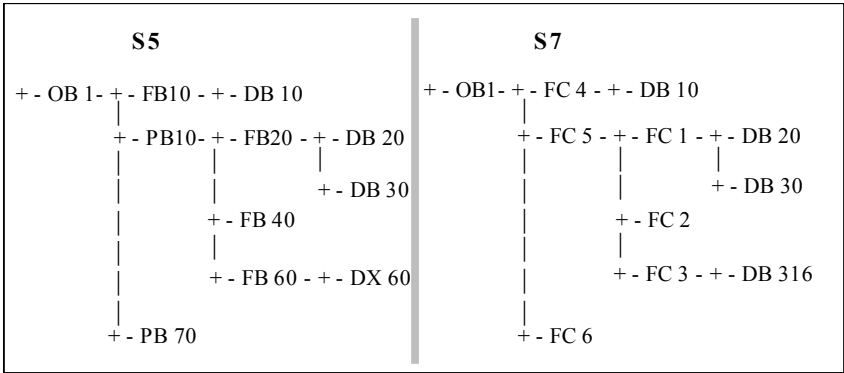 S5
+ - OB 1- + - FB10 - + - DB 10
|
+ - PB10- + - FB20 - + - DB 20
| | |
| | + - DB 30
| + - FB 40
| |
| + - FB 60 - + - DX 60
|
+ - PB 70
S7
+ - OB1- + - FC 4 - + - DB 10
|
+ - FC 5 - + - FC 1 - + - DB 20
| | |
| | + - DB 30
| + - FC 2
| |
| + - FC 3 - + - DB 316
|
+ - FC 6